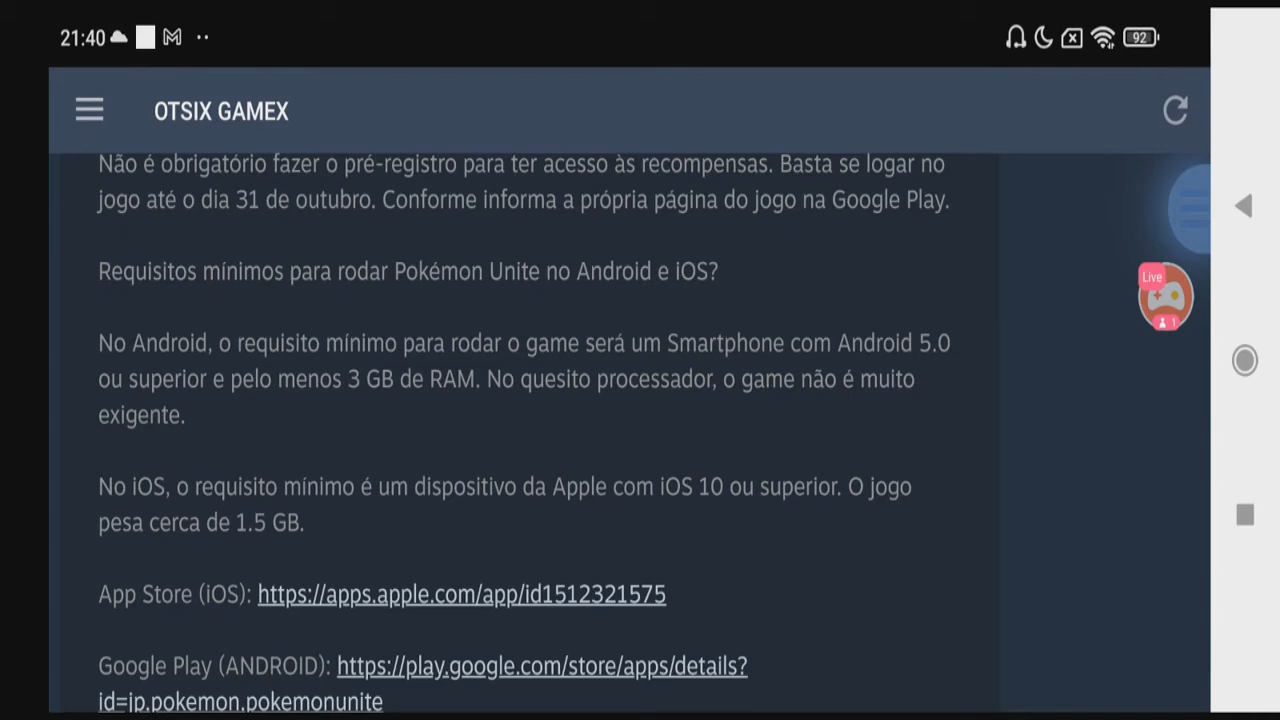 21:40
92
OTSIX GAMEX
Não é obrigatório fazer o pré-registro para ter acesso às recompensas. Basta se logar no
jogo até o dia 31 de outubro. Conforme informa a própria página do jogo na Google Play.
Live
Requisitos mínimos para rodar Pokémon Unite no Android e iOS?
1
No Android, o requisito mínimo para rodar o game será um Smartphone com Android 5.0
ou superior e pelo menos 3 GB de RAM. No quesito processador, o game não é muito
exigente.
No iOS, o requisito mínimo é um dispositivo da Apple com iOS 10 ou superior. O jogo
pesa cerca de 1.5 GB.
App Store (iOS): https://apps.apple.com/app/id1512321575
Google Play (ANDROID): https://play.google.com/store/apps/details?
id=jp.pokemon.pokemonunite